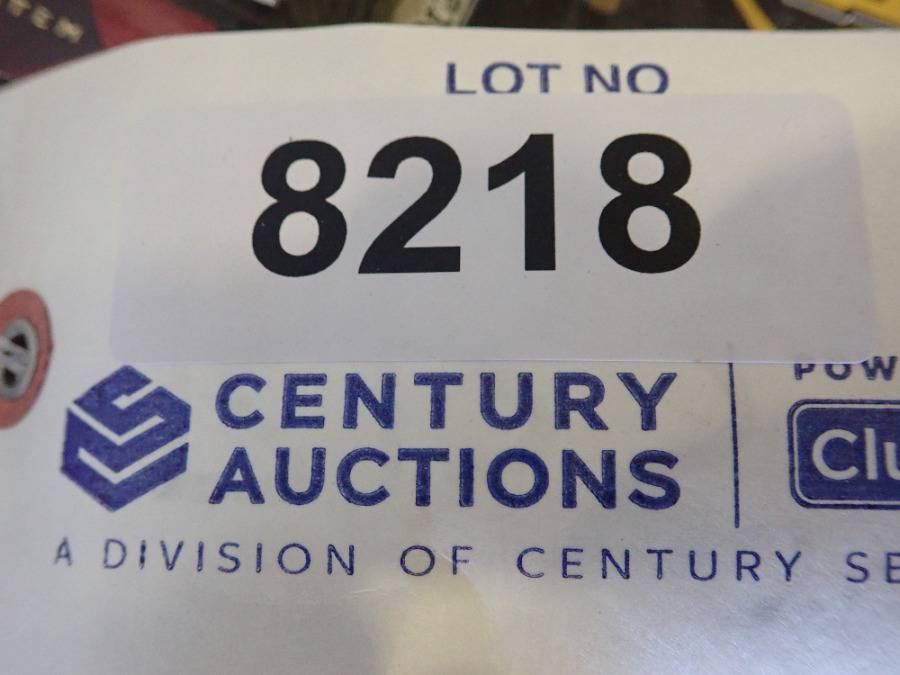 LOT NO
8218
CENTURY
AUCTIONS
A DIVISION OF CENTURY